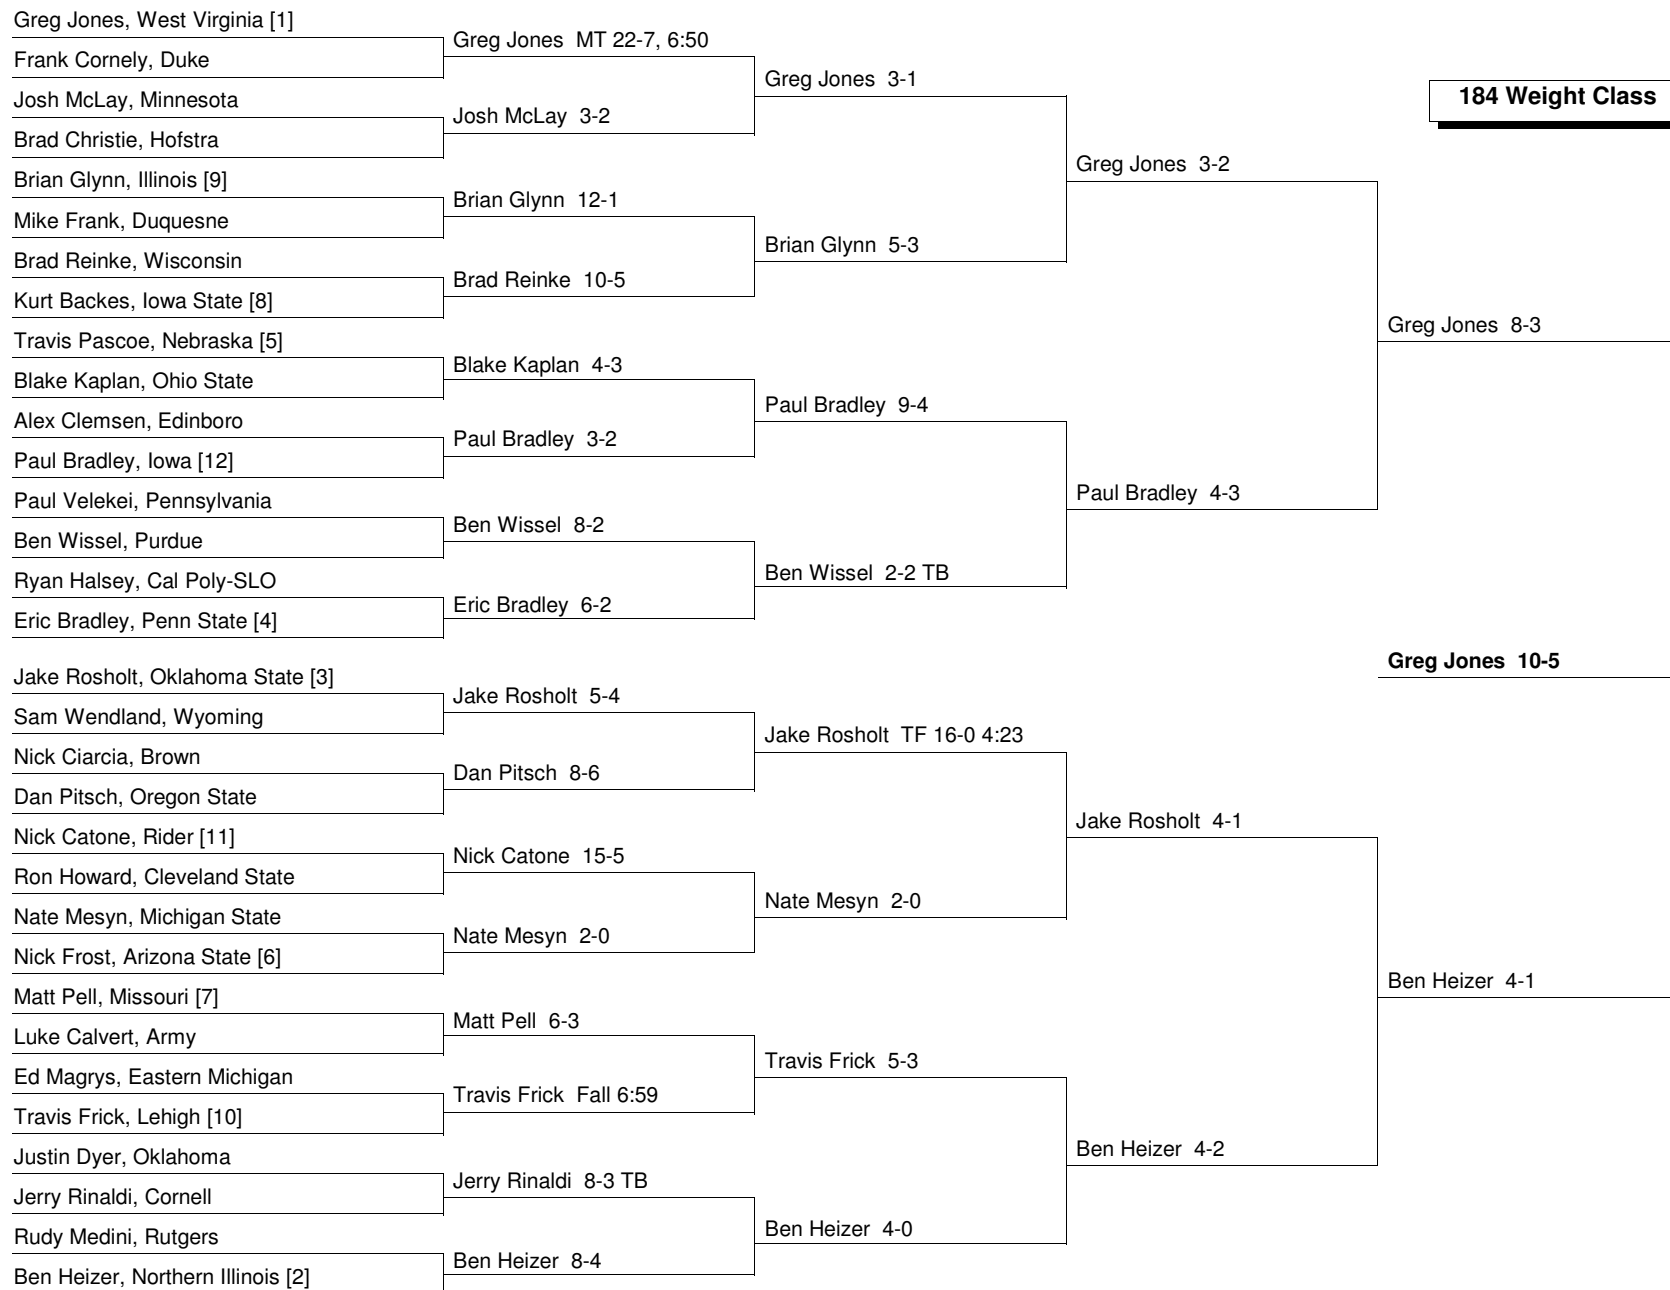 Greg Jones, West Virginia [1]
Frank Cornely, Duke
Josh McLay, Minnesota
Brad Christie, Hofstra
Brian Glynn, Illinois [9]
Mike Frank, Duquesne
Brad Reinke, Wisconsin
Kurt Backes, Iowa State [8]
Travis Pascoe, Nebraska [5]
Blake Kaplan, Ohio State
Alex Clemsen, Edinboro
Paul Bradley, Iowa [12]
Paul Velekei, Pennsylvania
Ben Wissel, Purdue
Ryan Halsey, Cal Poly-SLO
Eric Bradley, Penn State [4]
Jake Rosholt, Oklahoma State [3]
Sam Wendland, Wyoming
Nick Ciarcia, Brown
Dan Pitsch, Oregon State
Nick Catone, Rider [11]
Ron Howard, Cleveland State
Nate Mesyn, Michigan State
Nick Frost, Arizona State [6]
Matt Pell, Missouri [7]
Luke Calvert, Army
Ed Magrys, Eastern Michigan
Travis Frick, Lehigh [10]
Justin Dyer, Oklahoma
Jerry Rinaldi, Cornell
Rudy Medini, Rutgers
Ben Heizer, Northern Illinois [2]
Greg Jones MT 22-7, 6:50
Josh McLay 3-2
Brian Glynn 12-1
Brad Reinke 10-5
Blake Kaplan 4-3
Paul Bradley 3-2
Ben Wissel 8-2
Eric Bradley 6-2
Jake Rosholt 5-4
Dan Pitsch 8-6
Nick Catone 15-5
Nate Mesyn 2-0
Matt Pell 6-3
Travis Frick Fall 6:59
Jerry Rinaldi 8-3 TB
Ben Heizer 8-4
Greg Jones 3-1
Brian Glynn 5-3
Paul Bradley 9-4
Ben Wissel 2-2 TB
Jake Rosholt TF 16-0 4:23
Nate Mesyn 2-0
Travis Frick 5-3
Ben Heizer 4-0
Greg Jones 3-2
Paul Bradley 4-3
Jake Rosholt 4-1
Ben Heizer 4-2
184 Weight Class
Greg Jones 8-3
Greg Jones 10-5
Ben Heizer 4-1